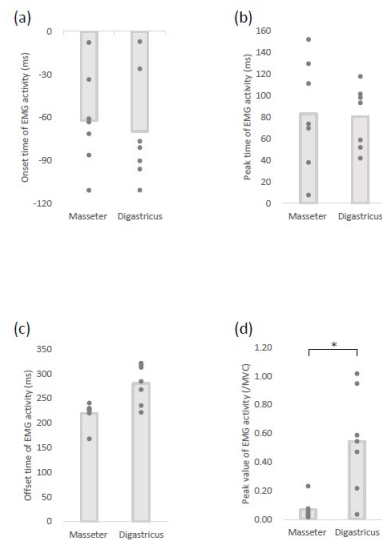 (a)
Onset time of EMG activity (ms)
0
-30
-60
-90
-120
Masseter Digastricus
(b)
Peak time of EMG activity (ms)
160
140
120
100
80
60
40
20
0
Masseter Digastricus
(c)
Offset time of EMG activity (ms)
350
300
250
200
150
100
50
0
Masseter Digastricus
(d)
Peak value of EMG activity (/MVC)
*
1.20
1.00
0.80
0.60
0.40
0.20
0.00
Masseter Digastricus